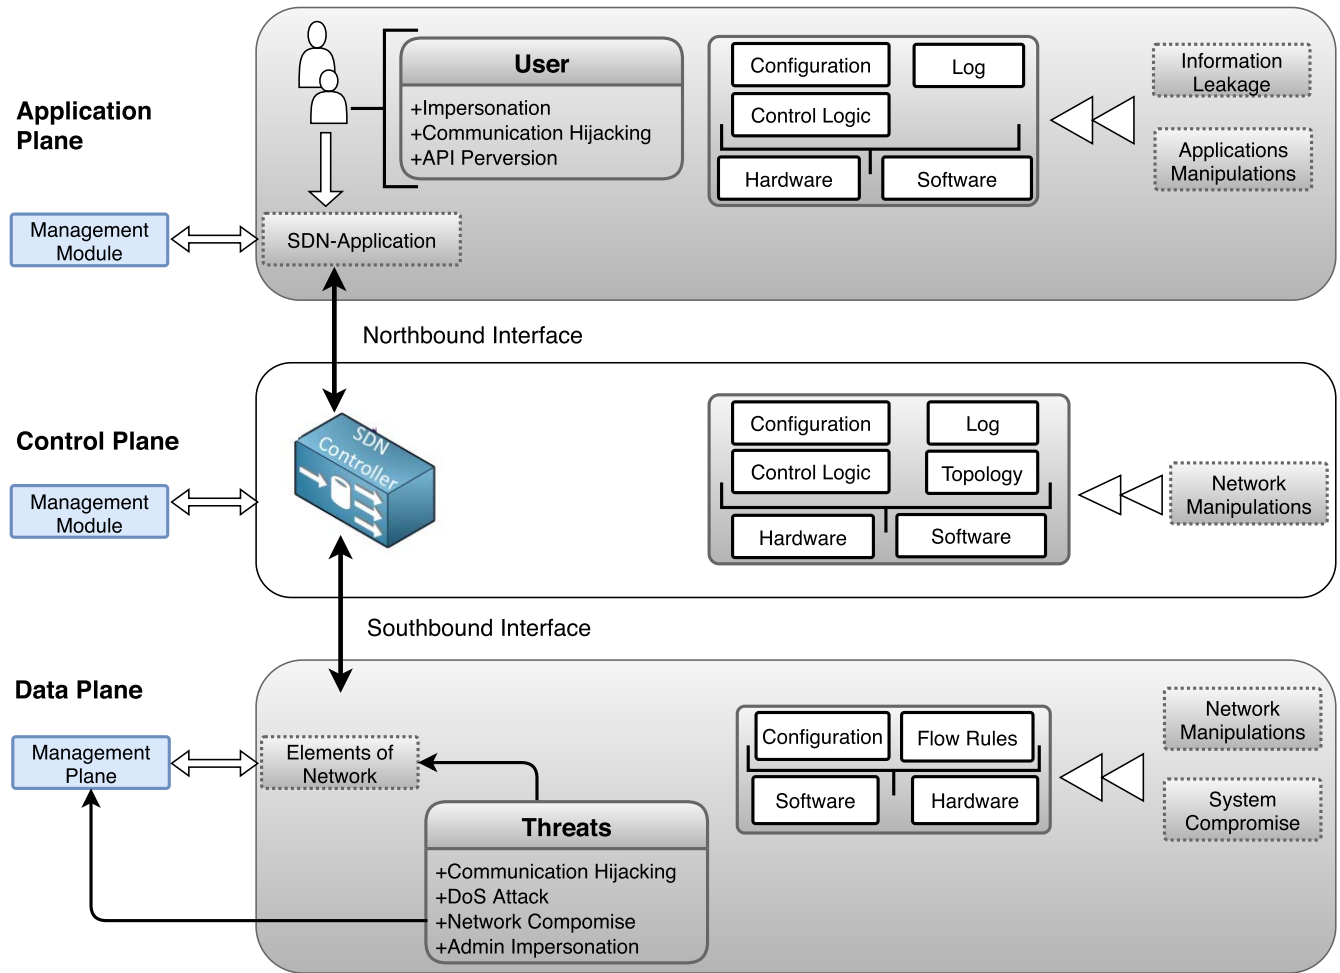 Application
Plane
User
+Impersonation
+Communication Hijacking
+API Perversion
Configuration
Log
Control Logic
Hardware
Software
Information
Leakage
Applications
Manipulations
Management
Module
SDN-Application
Northbound Interface
Control Plane
Management
Module
SDN
Controller
Configuration
Log
Control Logic
Topology
Hardware
Software
Network
Manipulations
Southbound Interface
Data Plane
Management
Plane
Elements of
Network
Threats
+Communication Hijacking
+DoS Attack
+Network Compomise
+Admin Impersonation
Configuration
Flow Rules
Software
Hardware
Network
Manipulations
System
Compromise